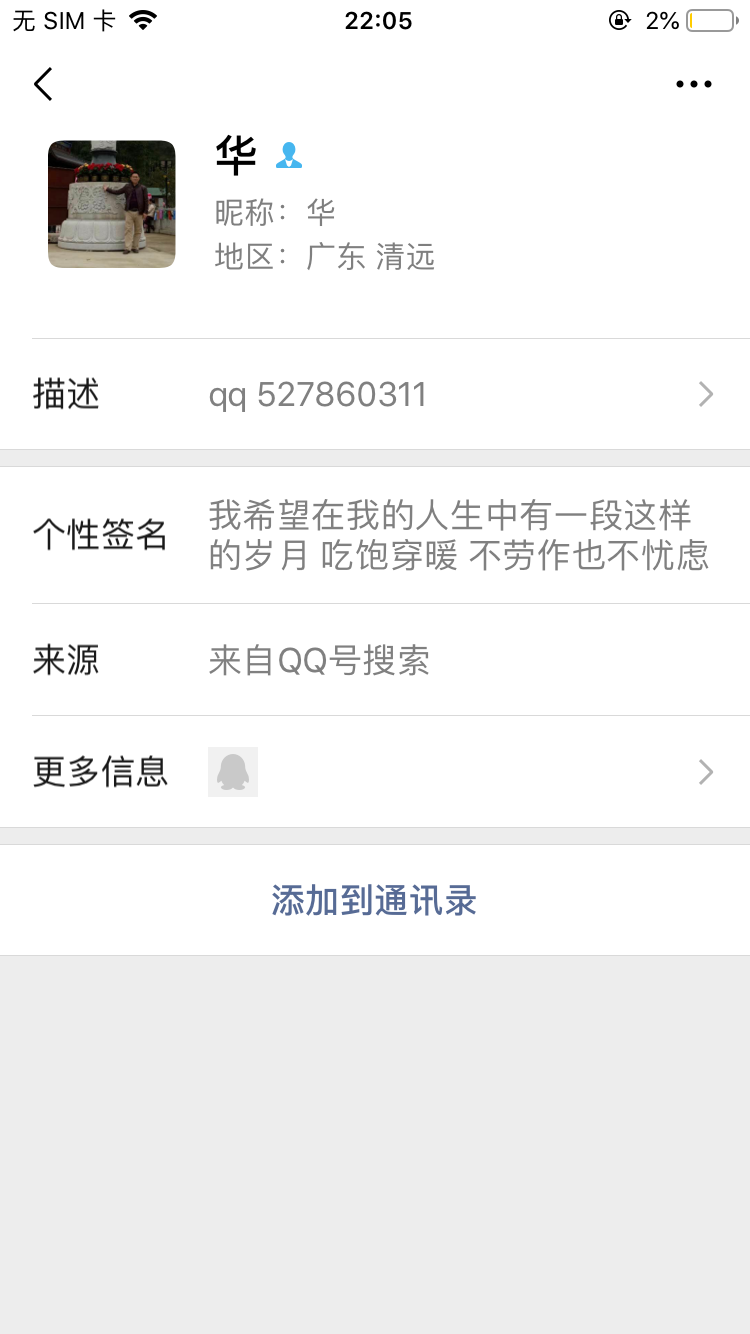 无 SIM 卡 22:05 2%
华
昵称：华
地区：广东 清远
描述 qq 527860311
个性签名 我希望在我的人生中有一段这样
的岁月 吃饱穿暖 不劳作也不忧虑
来源 来自QQ号搜索
更多信息
添加到通讯录